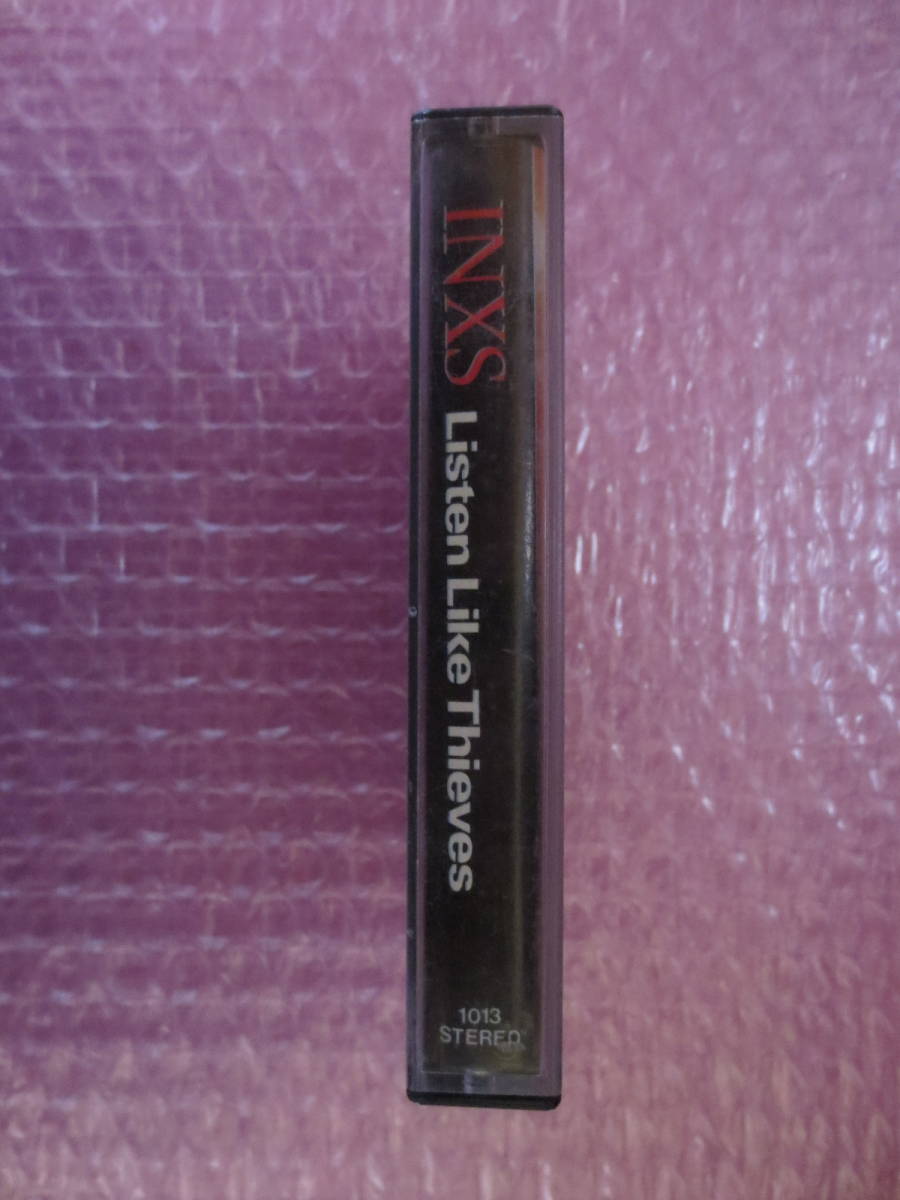 INXS Listen Like Thieves
1013
STEREO